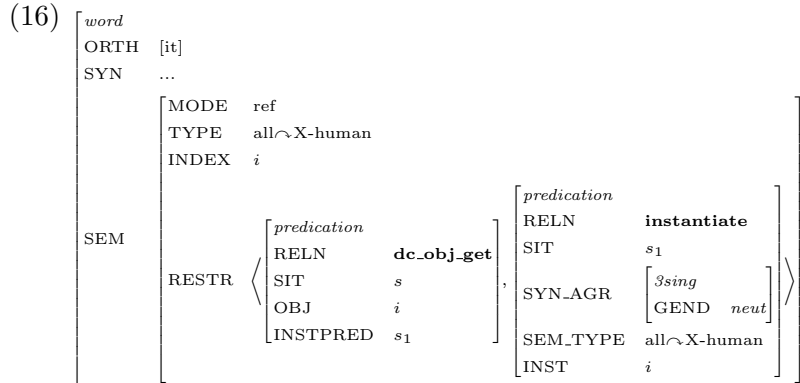 (16)
word
ORTH [it]
SYN ...
SEM
MODE ref
TYPE all↷X-human
INDEX i
RESTR ⟨
predication
RELN dc_obj_get
SIT s
OBJ i
INSTPRED s1
,
predication
RELN instantiate
SIT s1
SYN_AGR
3sing
GEND neut
SEM_TYPE all↷X-human
INST i
⟩